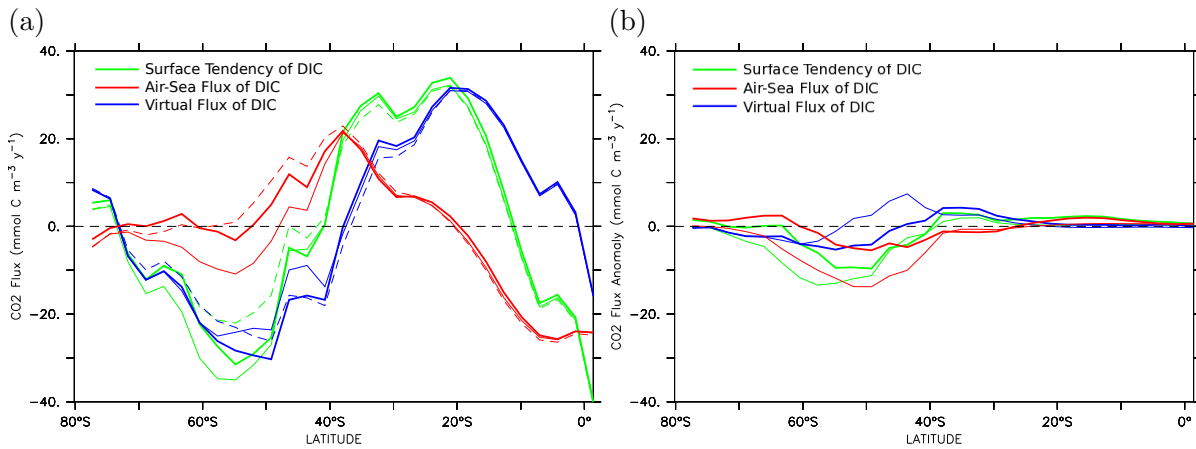 (a)
CO2 Flux (mmol C m⁻³ y⁻¹)
40.
20.
0.
-20.
-40.
Surface Tendency of DIC
Air-Sea Flux of DIC
Virtual Flux of DIC
80°S
60°S
40°S
20°S
0°
LATITUDE
(b)
CO2 Flux Anomaly (mmol C m⁻³ y⁻¹)
40.
20.
0.
-20.
-40.
Surface Tendency of DIC
Air-Sea Flux of DIC
Virtual Flux of DIC
80°S
60°S
40°S
20°S
0°
LATITUDE